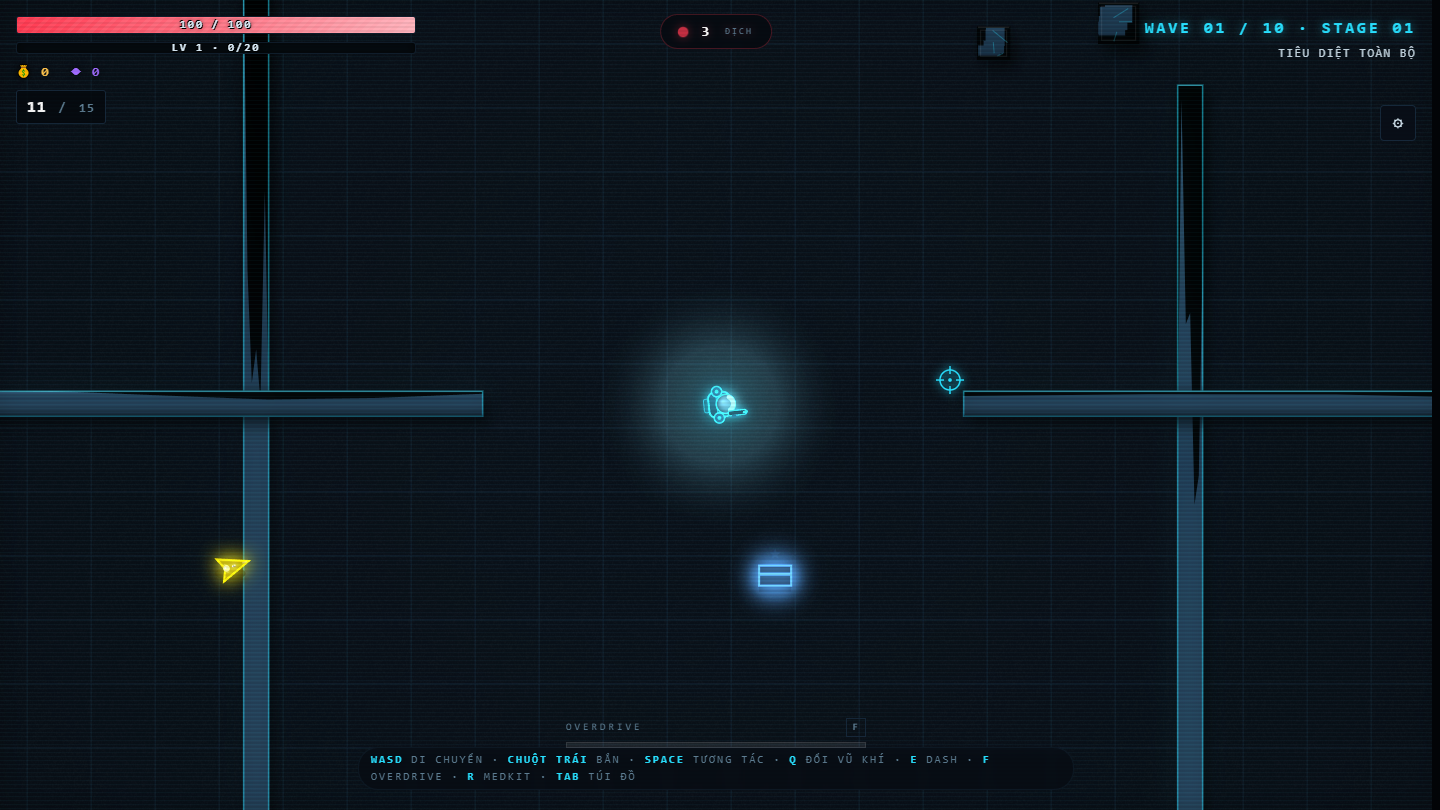 100 / 100
LV 1 · 0/20
0 0
11 / 15
3 ĐỊCH
WAVE 01 / 10 · STAGE 01
TIÊU DIỆT TOÀN BỘ
OVERDRIVE F
WASD DI CHUYỂN · CHUỘT TRÁI BẮN · SPACE TƯƠNG TÁC · Q ĐỔI VŨ KHÍ · E DASH · F
OVERDRIVE · R MEDKIT · TAB TÚI ĐỒ